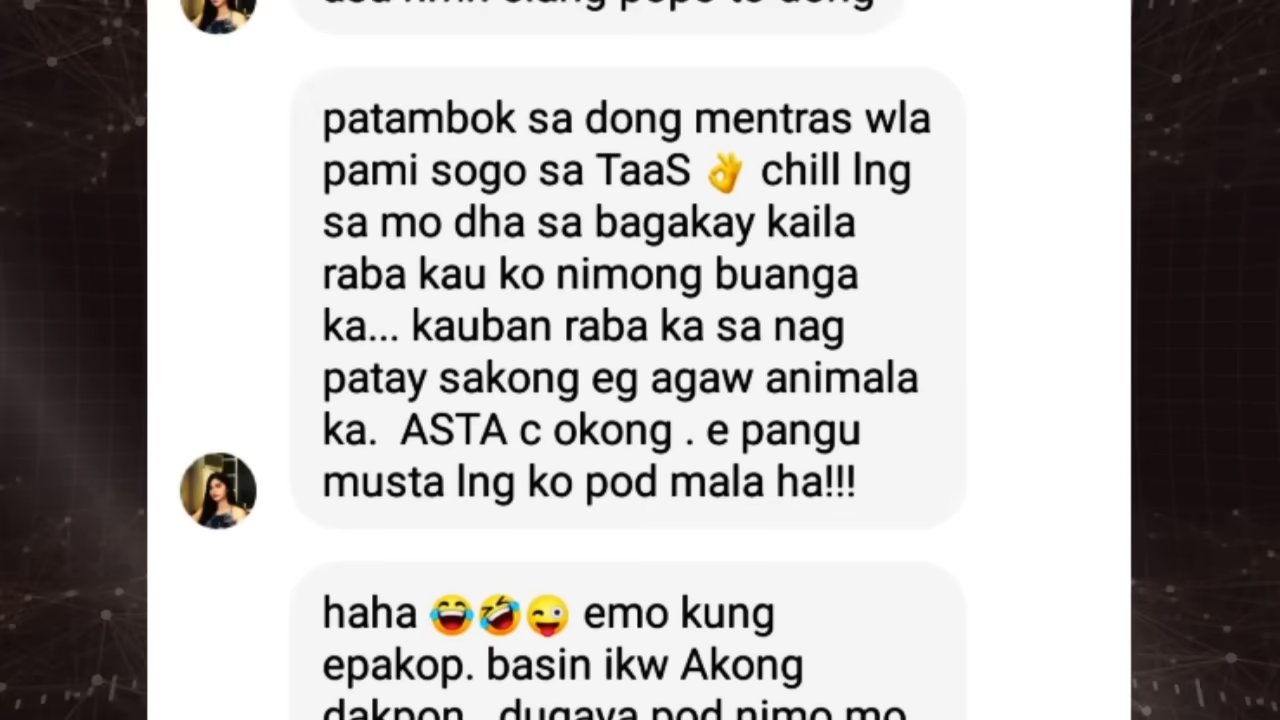 patambok sa dong mentras wla
pami sogo sa TaaS 👌 chill lng
sa mo dha sa bagakay kaila
raba kau ko nimong buanga
ka... kauban raba ka sa nag
patay sakong eg agaw animala
ka.  ASTA c okong . e pangu
musta lng ko pod mala ha!!!
haha 😂🤣😜 emo kung
epakop. basin ikw Akong